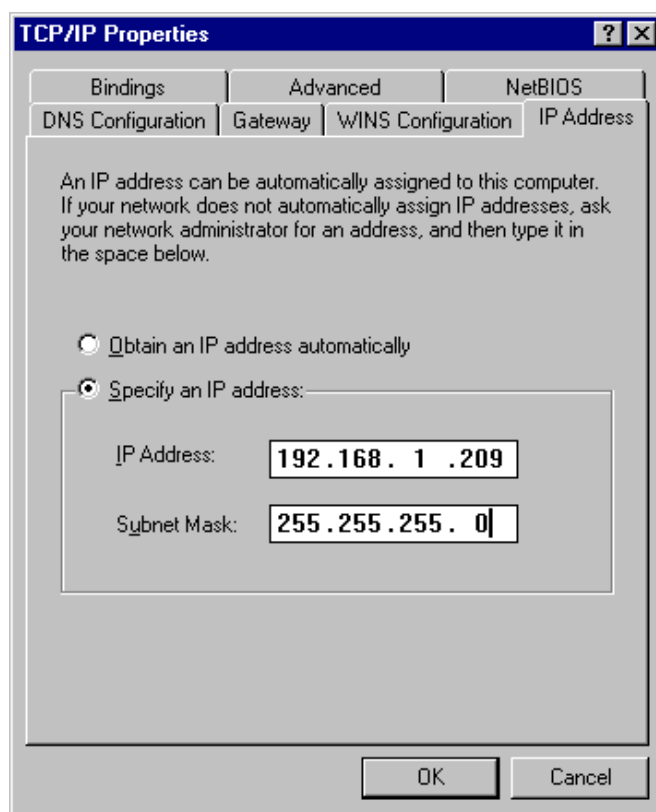 TCP/IP Properties
Bindings
Advanced
NetBIOS
DNS Configuration
Gateway
WINS Configuration
IP Address
An IP address can be automatically assigned to this computer.
If your network does not automatically assign IP addresses, ask
your network administrator for an address, and then type it in
the space below.
Obtain an IP address automatically
Specify an IP address:
IP Address:
192.168. 1 .209
Subnet Mask:
255.255.255. 0
OK
Cancel